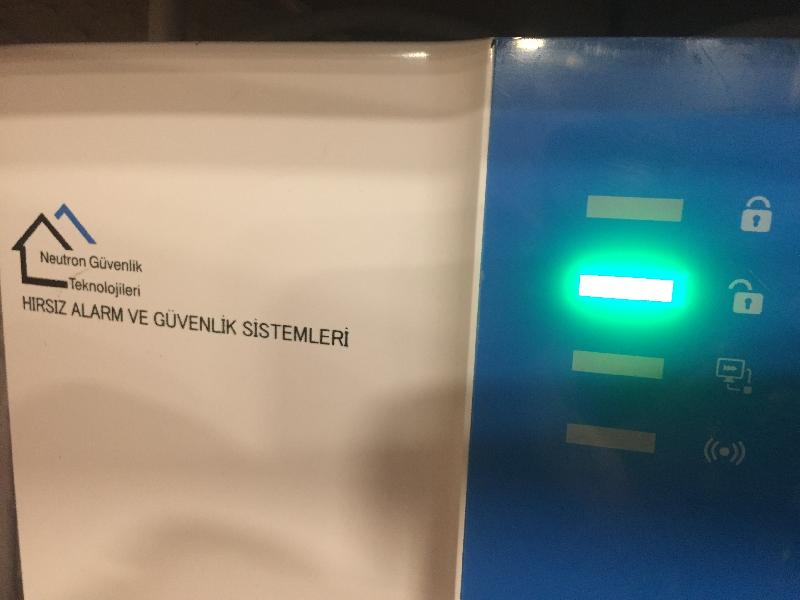 Neutron Güvenlik
Teknolojileri
HIRSIZ ALARM VE GÜVENLİK SİSTEMLERİ